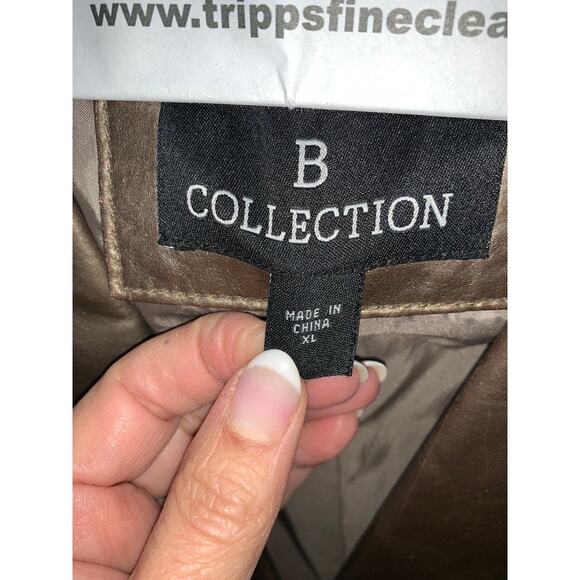 www.trippsfineclea
B
COLLECTION
MADE IN
CHINA
XL